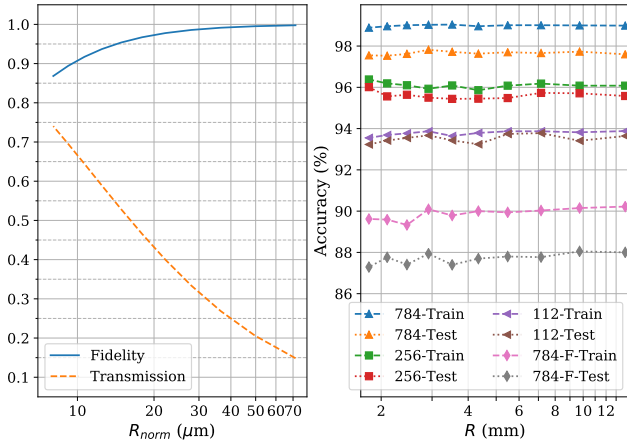 1.0
0.9
0.8
0.7
0.6
0.5
0.4
0.3
0.2
0.1
Fidelity
Transmission
10 20 30 40 50 60 70
R_norm (μm)
Accuracy (%)
98
96
94
92
90
88
86
784-Train 112-Train
784-Test 112-Test
256-Train 784-F-Train
256-Test 784-F-Test
2 3 4 6 8 10 12
R (mm)